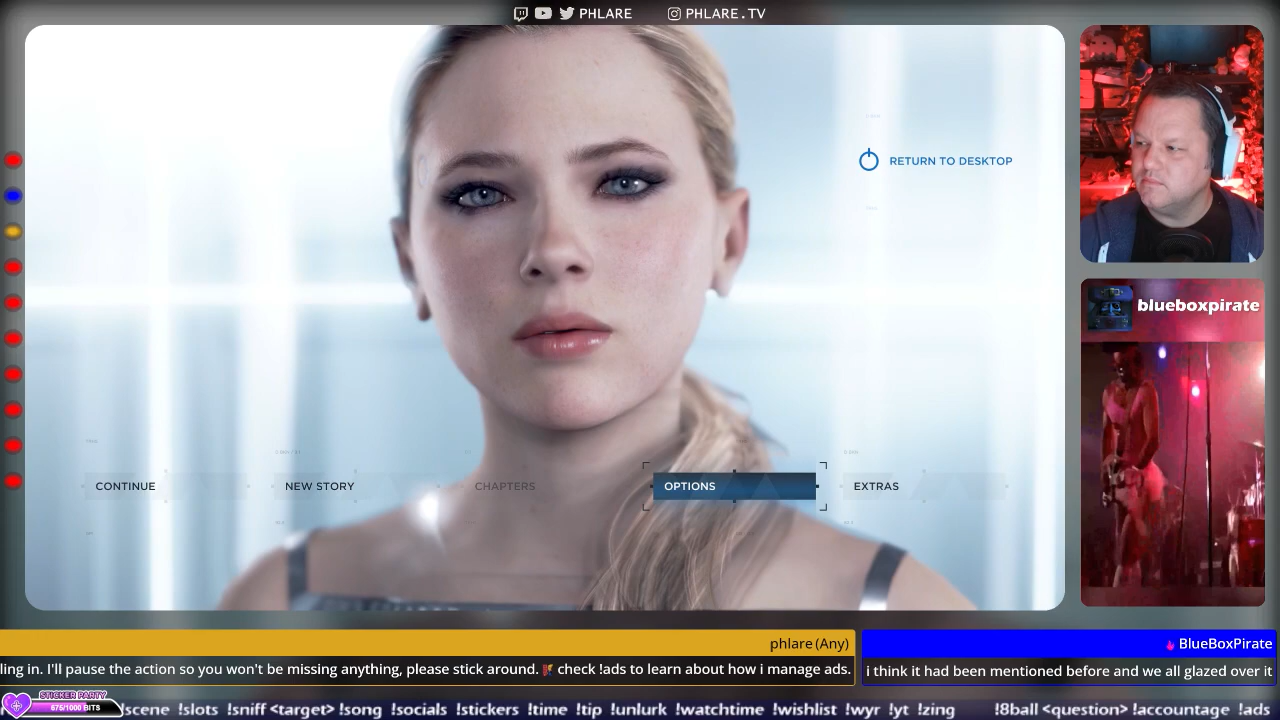 PHLARE PHLARE.TV
RETURN TO DESKTOP
blueboxpirate
CONTINUE NEW STORY CHAPTERS OPTIONS EXTRAS
phlare (Any)
ling in. I'll pause the action so you won't be missing anything, please stick around. check !ads to learn about how i manage ads.
BlueBoxPirate
i think it had been mentioned before and we all glazed over it
STICKER PARTY
675/1000 BITS
!scene !slots !sniff <target> !song !socials !stickers !time !tip !unlurk !watchtime !wishlist !wyr !yt !zing !8ball <question> !accountage !ads